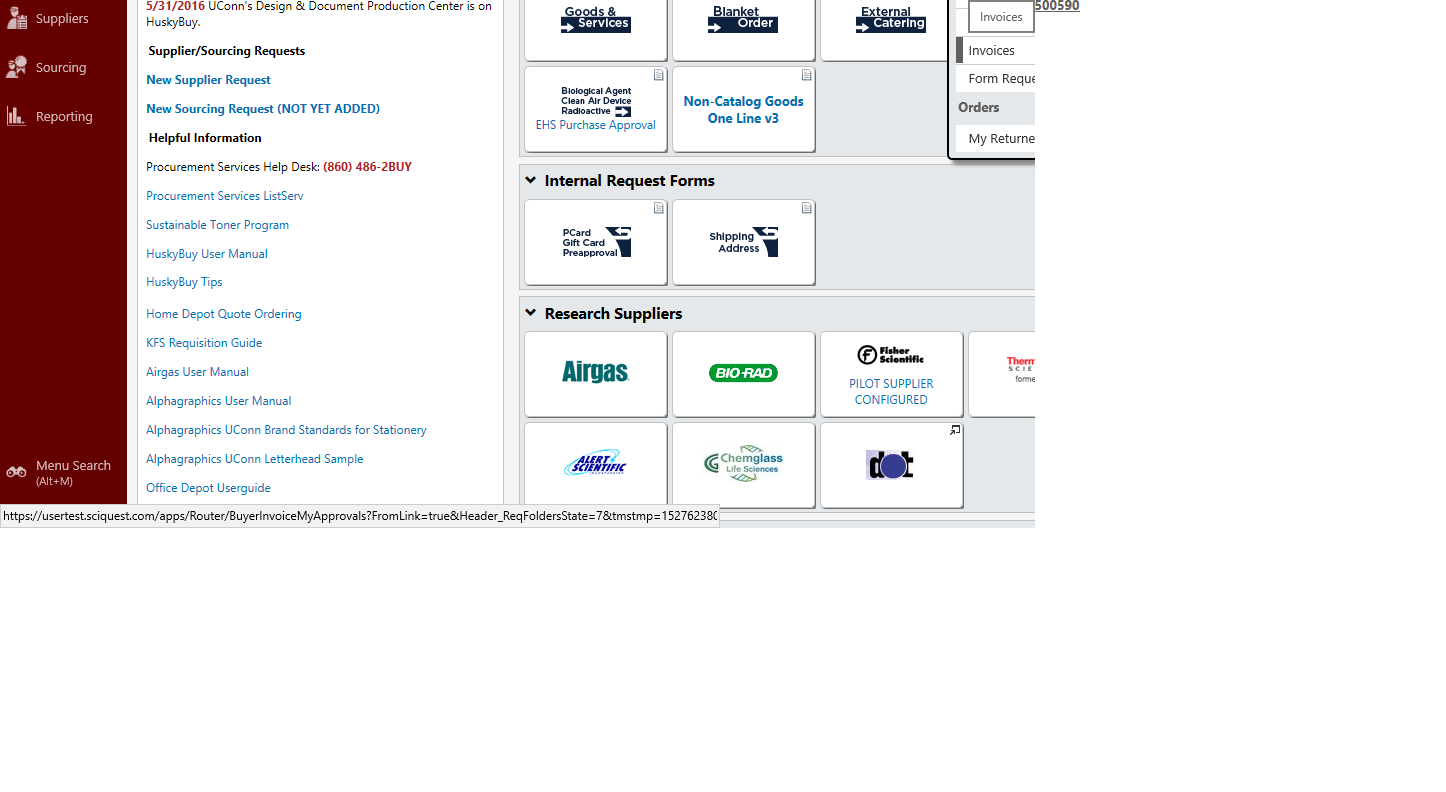 Suppliers
Sourcing
Reporting
Menu Search
(Alt+M)
5/31/2016 UConn's Design & Document Production Center is on
HuskyBuy.
Supplier/Sourcing Requests
New Supplier Request
New Sourcing Request (NOT YET ADDED)
Helpful Information
Procurement Services Help Desk: (860) 486-2BUY
Procurement Services ListServ
Sustainable Toner Program
HuskyBuy User Manual
HuskyBuy Tips
Home Depot Quote Ordering
KFS Requisition Guide
Airgas User Manual
Alphagraphics User Manual
Alphagraphics UConn Brand Standards for Stationery
Alphagraphics UConn Letterhead Sample
Office Depot Userguide
Goods &
Services
Blanket
Order
External
Catering
Biological Agent
Clean Air Device
Radioactive
EHS Purchase Approval
Non-Catalog Goods
One Line v3
Internal Request Forms
PCard
Gift Card
Preapproval
Shipping
Address
Research Suppliers
Airgas
BIO-RAD
Fisher
Scientific
PILOT SUPPLIER
CONFIGURED
Therm
SCIE
forme
ALERT
SCIENTIFIC
INCORPORATED
Chemglass
Life Sciences
dot
500590
Invoices
Invoices
Form Reque
Orders
My Returne
https://usertest.sciquest.com/apps/Router/BuyerInvoiceMyApprovals?FromLink=true&Header_ReqFoldersState=7&tmstmp=152762380